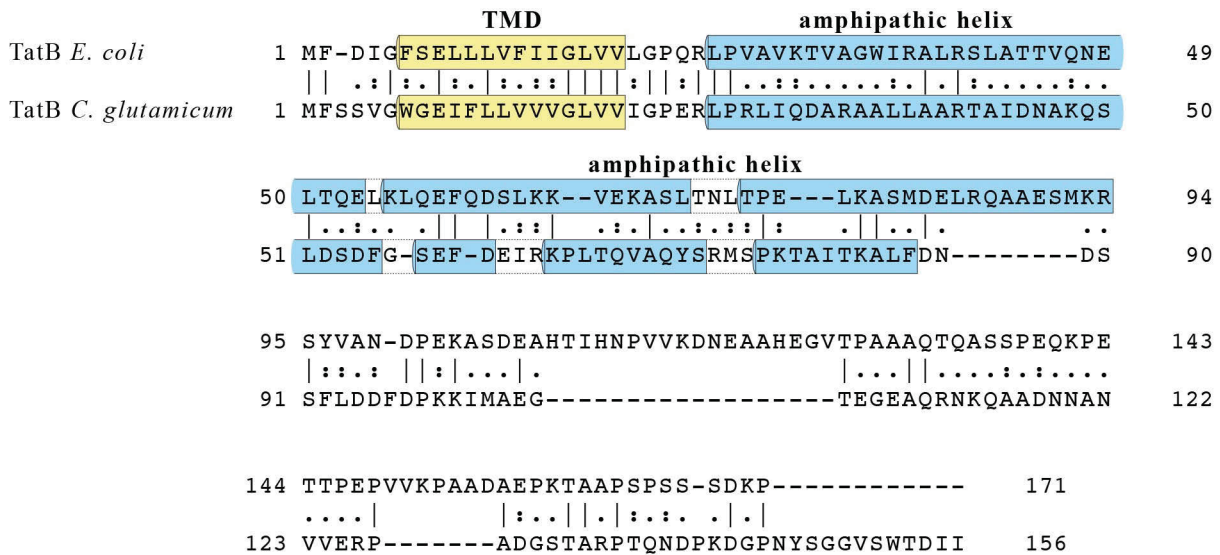 TMD amphipathic helix
TatB E. coli 1 MF-DIGFSELLLVFIIGLVVLGPQRLPVAVKTVAGWIRALRSLATTVQNE 49
|| .:|:.|:.|:.::||||:||:|||..::.....:.|.|......:..
TatB C. glutamicum 1 MFSSVGWGEIFLLVVVGLVVIGPERLPRLIQDARAALLAARTAIDNAKQS 50
amphipathic helix
50 LTQELKLQEFQDSLKK--VEKASLTNLTPE---LKASMDELRQAAESMKR 94
|..:.. .|| |.:.|  .:.|..:.::|:   .||..|.        ..
51 LDSDFG-SEF-DEIRKPLTQVAQYSRMSPKTAITKALFDN--------DS 90
95 SYVAN-DPEKASDEAHTIHNPVVKDNEAAHEGVTPAAAQTQASSPEQKPE 143
|::.: ||:|...|.                  |...||....:.:....
91 SFLDDFDPKKIMAEG------------------TEGEAQRNKQAADNNAN 122
144 TTPEPVVKPAADAEPKTAAPSPSS-SDKP------------ 171
....|       |:..||.|:.:. .|.|
123 VVERP-------ADGSTARPTQNDPKDGPNYSGGVSWTDII 156